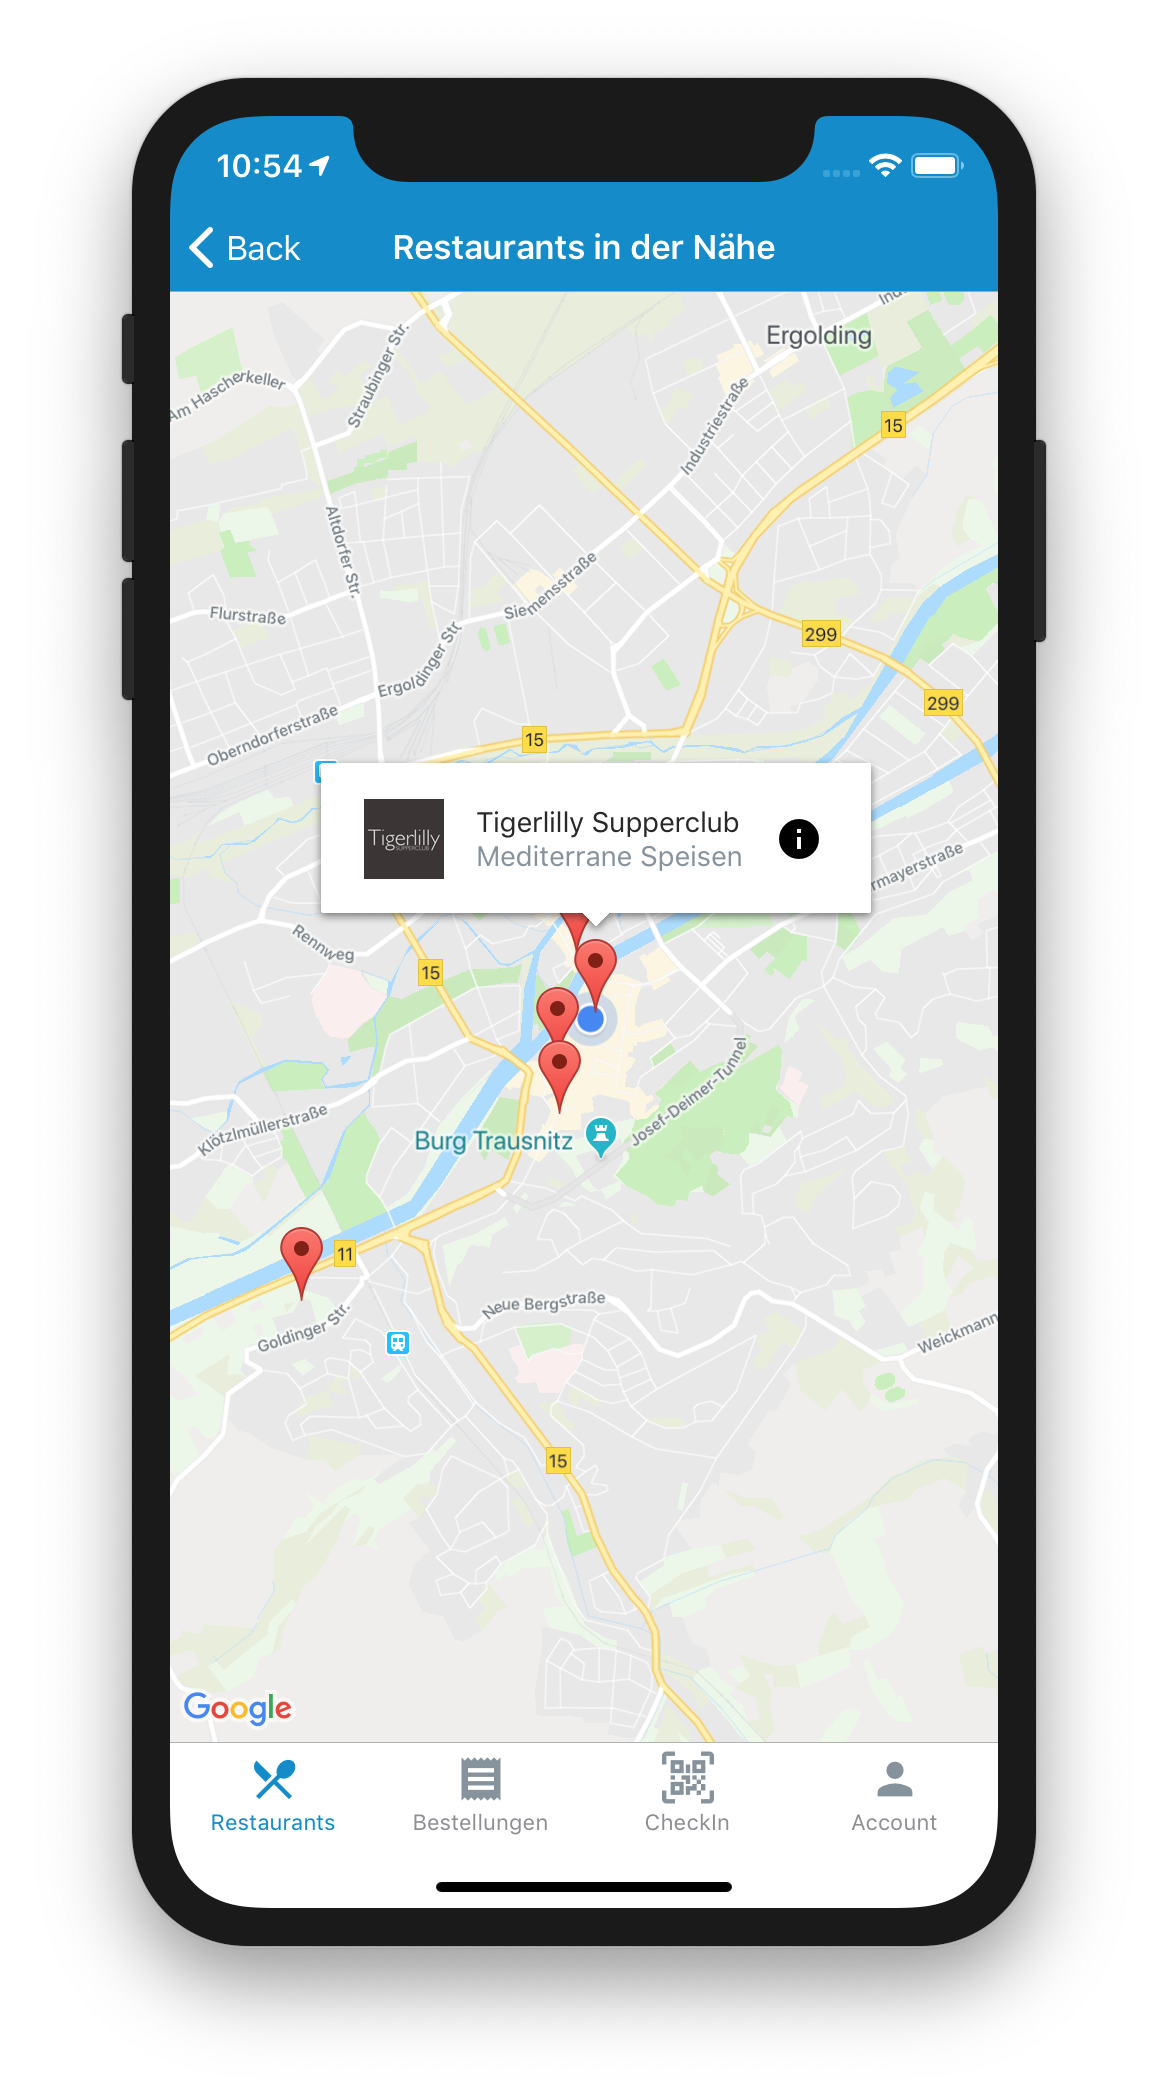 10:54
Back
Restaurants in der Nähe
Ergolding
Am Hascherkeller
Straubinger Str.
Industriestraße
15
Altdorfer Str.
Siemensstraße
Flurstraße
299
Ergoldinger Str
299
Oberndorferstraße
15
Tigerlilly
SUPPERCLUB
Tigerlilly Supperclub
Mediterrane Speisen
rmayerstraße
Rennweg
15
Josef-Deimer-Tunnel
Klötzlmüllerstraße
Burg Trausnitz
11
Neue Bergstraße
Goldinger Str.
Weickmann
15
Google
Restaurants
Bestellungen
CheckIn
Account